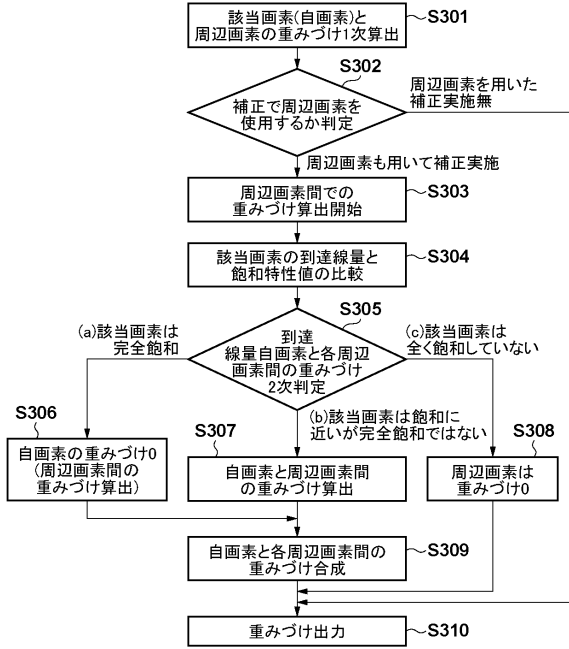 該当画素(自画素)と
周辺画素の重みづけ1次算出
S301
S302
補正で周辺画素を
使用するか判定
周辺画素を用いた
補正実施無
周辺画素も用いて補正実施
周辺画素間での
重みづけ算出開始
S303
該当画素の到達線量と
飽和特性値の比較
S304
S305
到達
線量自画素と各周辺
画素間の重みづけ
2次判定
(a)該当画素は
完全飽和
(c)該当画素は
全く飽和していない
(b)該当画素は飽和に
近いが完全飽和ではない
S306
自画素の重みづけ0
(周辺画素間の
重みづけ算出)
S307
自画素と周辺画素間
の重みづけ算出
S308
周辺画素は
重みづけ0
自画素と各周辺画素間の
重みづけ合成
S309
重みづけ出力
S310